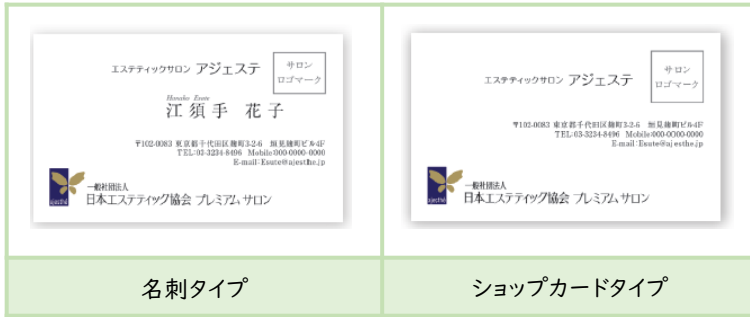 エステティックサロン アジェステ
サロン
ロゴマーク
Hanako Esute
江須手 花子
〒102-0083 東京都千代田区麹町3-2-6 垣見麹町ビル4F
TEL:03-3234-8496 Mobile:000-0000-0000
E-mail:Esute@ajesthe.jp
ajesthe
一般社団法人
日本エステティック協会 プレミアム サロン
名刺タイプ
エステティックサロン アジェステ
サロン
ロゴマーク
〒102-0083 東京都千代田区麹町3-2-6 垣見麹町ビル4F
TEL:03-3234-8496 Mobile:000-0000-0000
E-mail:Esute@ajesthe.jp
ajesthe
一般社団法人
日本エステティック協会 プレミアム サロン
ショップカードタイプ